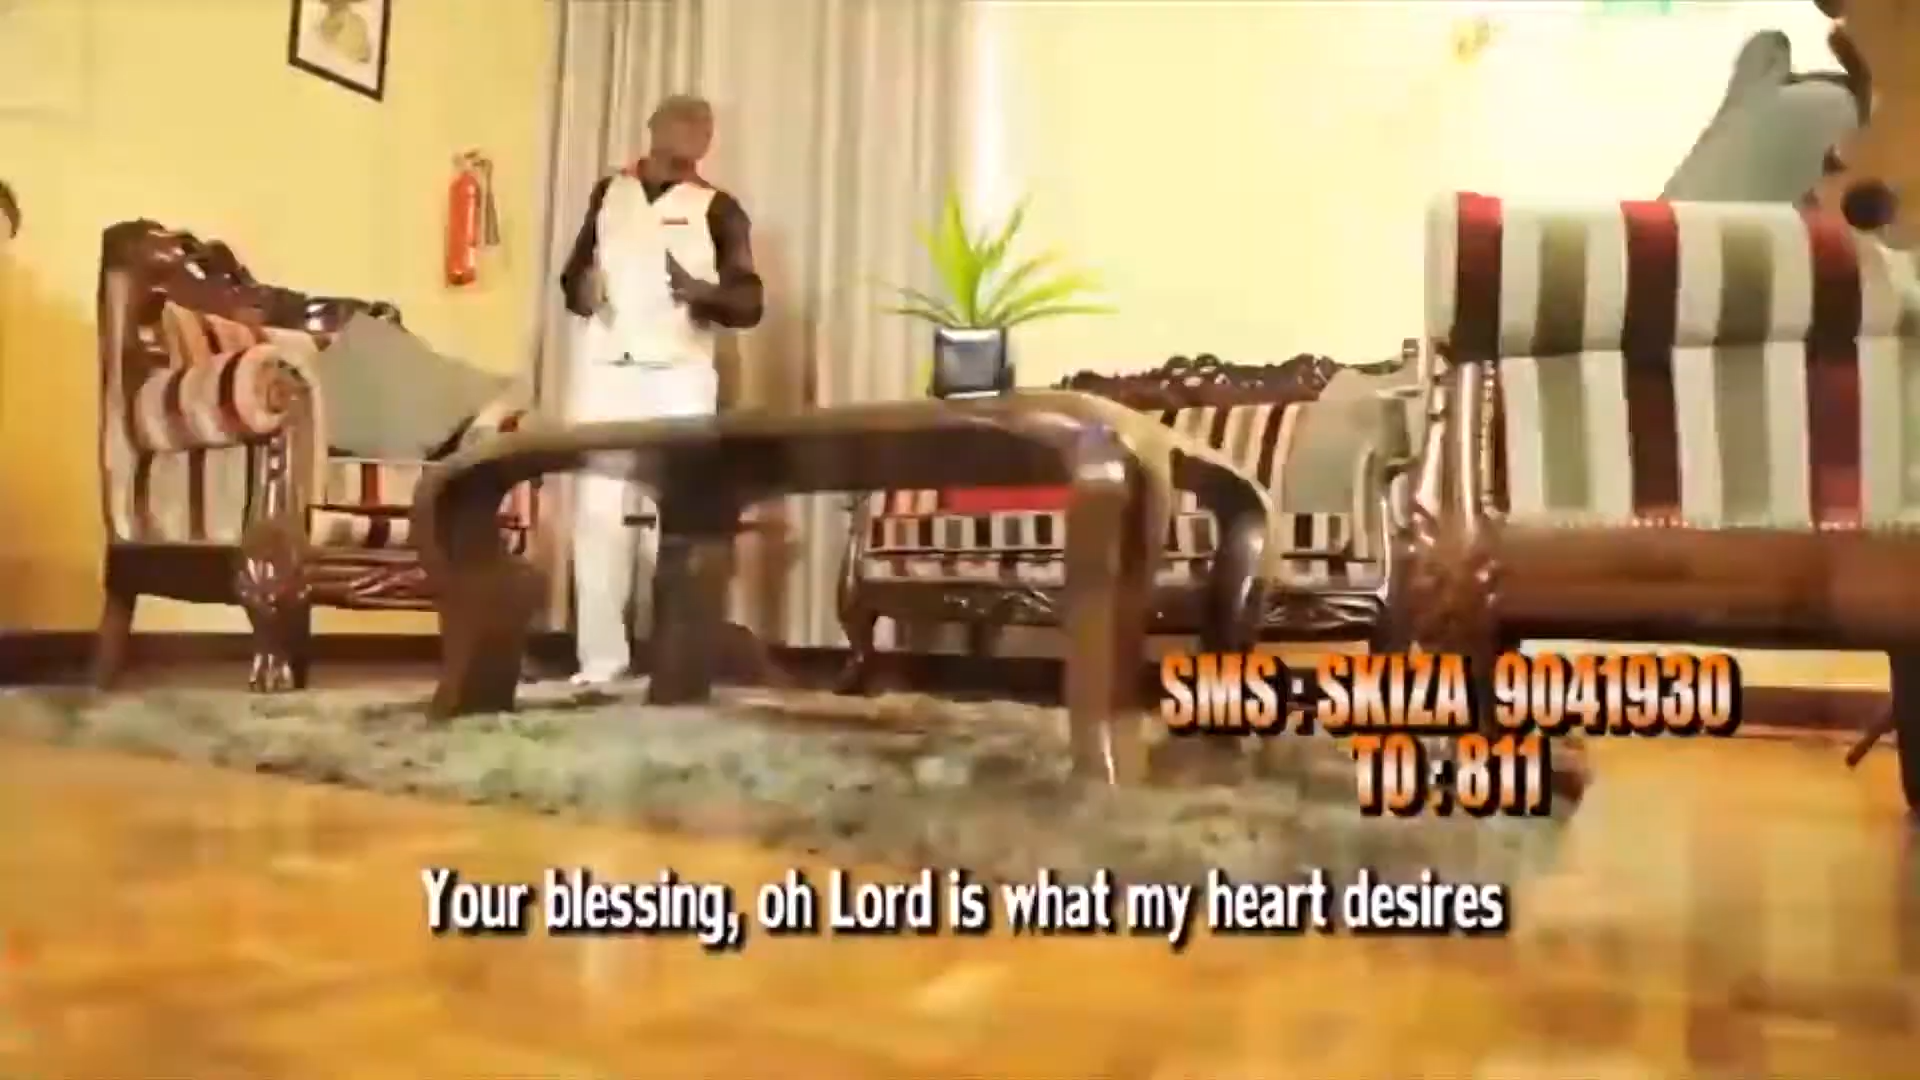 SMS : SKIZA 9041930
TO : 811
Your blessing, oh Lord is what my heart desires